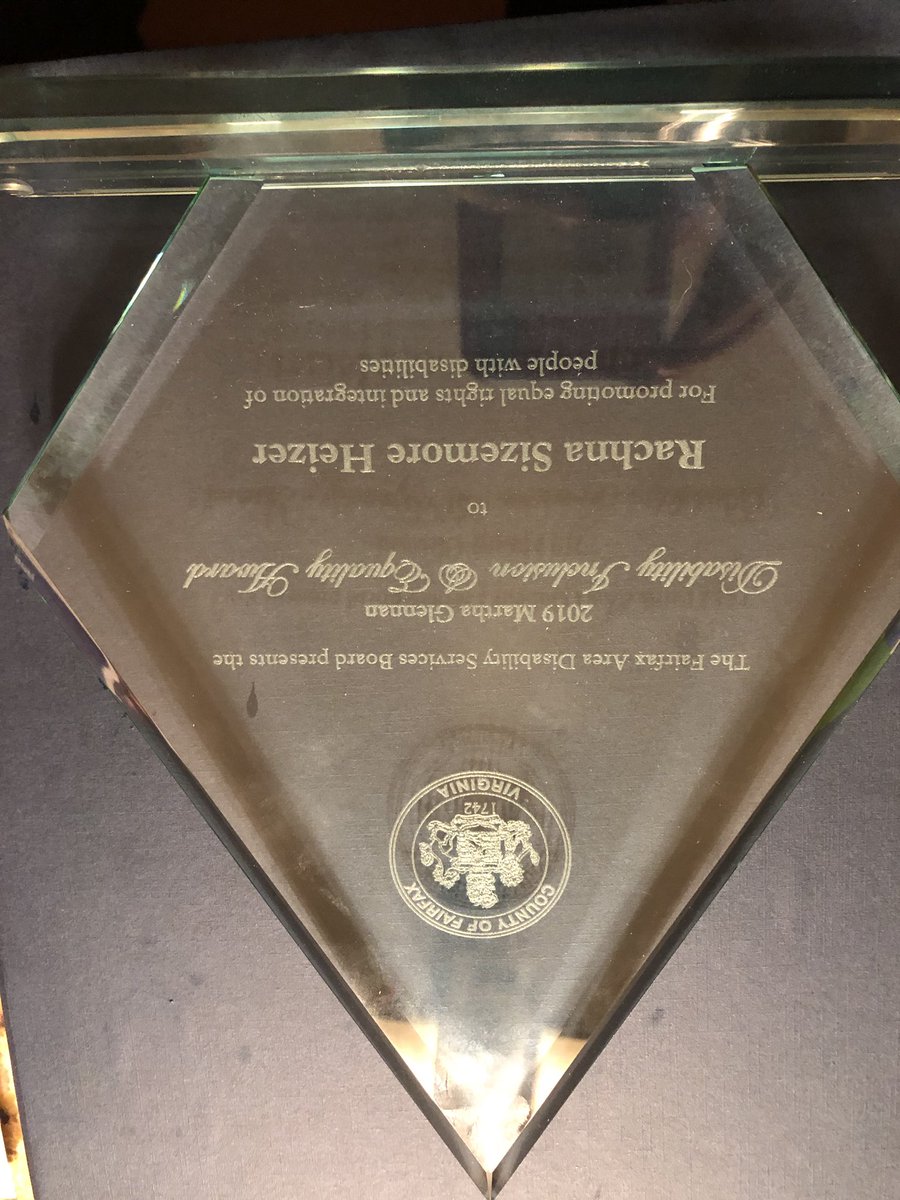 COUNTY OF FAIRFAX
1742
· VIRGINIA ·
The Fairfax Area Disability Services Board presents the
2019 Martha Glennan
Disability Inclusion & Equality Award
to
Rachna Sizemore Heizer
For promoting equal rights and integration of
people with disabilities